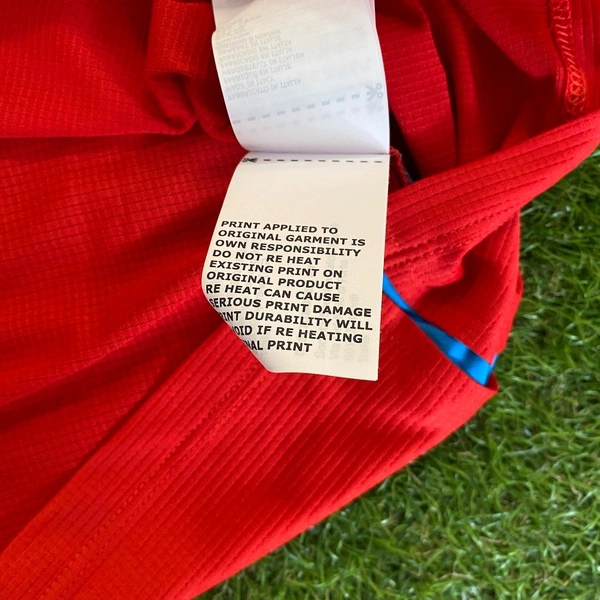 PRINT APPLIED TO
ORIGINAL GARMENT IS
OWN RESPONSIBILITY
DO NOT RE HEAT
EXISTING PRINT ON
ORIGINAL PRODUCT
RE HEAT CAN CAUSE
SERIOUS PRINT DAMAGE
DURABILITY WILL
IF RE HEATING
PRINT